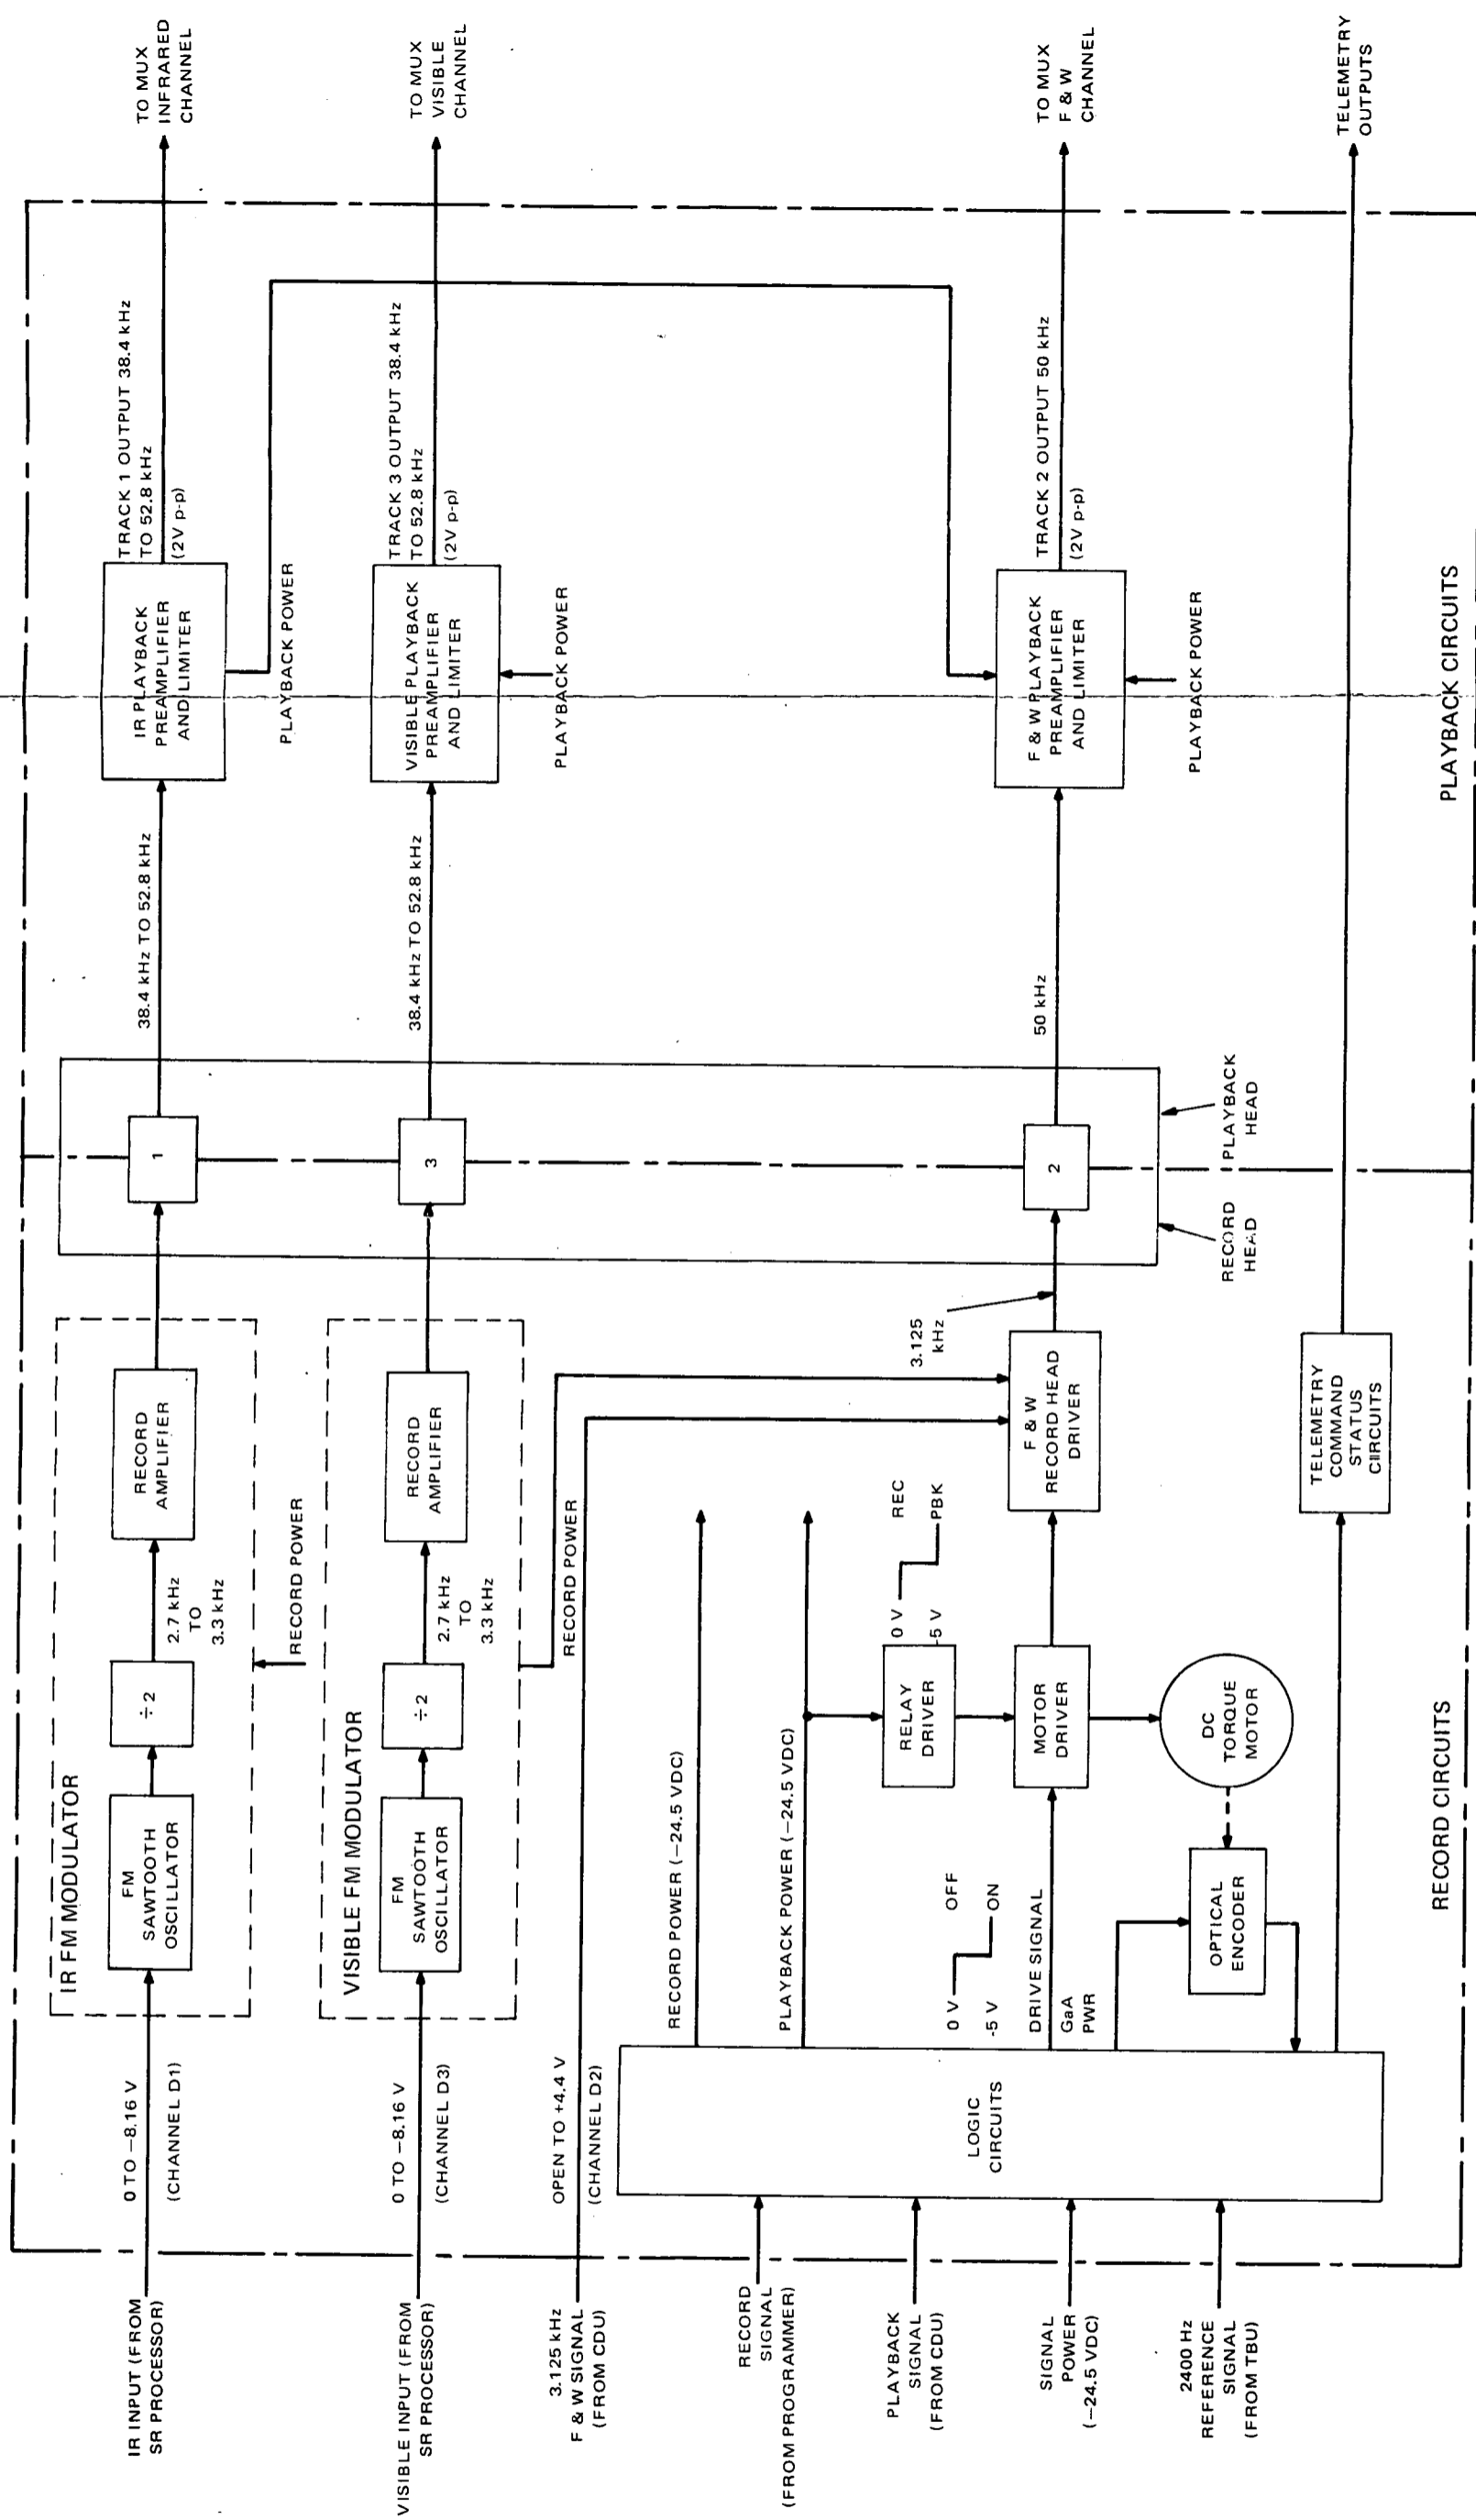 IR INPUT (FROM
SR PROCESSOR)
0 TO −8.16 V
(CHANNEL D1)
IR FM MODULATOR
FM
SAWTOOTH
OSCILLATOR
÷2
2.7 kHz
TO
3.3 kHz
RECORD
AMPLIFIER
RECORD POWER
1
38.4 kHz TO 52.8 kHz
IR PLAYBACK
PREAMPLIFIER
AND LIMITER
PLAYBACK POWER
TRACK 1 OUTPUT 38.4 kHz
TO 52.8 kHz
(2V p-p)
TO MUX
INFRARED
CHANNEL
VISIBLE INPUT (FROM
SR PROCESSOR)
0 TO −8.16 V
(CHANNEL D3)
VISIBLE FM MODULATOR
FM
SAWTOOTH
OSCILLATOR
÷2
2.7 kHz
TO
3.3 kHz
RECORD
AMPLIFIER
RECORD POWER
3
38.4 kHz TO 52.8 kHz
VISIBLE PLAYBACK
PREAMPLIFIER
AND LIMITER
PLAYBACK POWER
TRACK 3 OUTPUT 38.4 kHz
TO 52.8 kHz
(2V p-p)
TO MUX
VISIBLE
CHANNEL
3.125 kHz
F & W SIGNAL
(FROM CDU)
OPEN TO +4.4 V
(CHANNEL D2)
RECORD
SIGNAL
(FROM PROGRAMMER)
PLAYBACK
SIGNAL
(FROM CDU)
SIGNAL
POWER
(−24.5 VDC)
2400 Hz
REFERENCE
SIGNAL
(FROM TBU)
LOGIC
CIRCUITS
RECORD POWER (−24.5 VDC)
PLAYBACK POWER (−24.5 VDC)
0 V
OFF
-5 V
ON
DRIVE SIGNAL
GaA
PWR
RELAY
DRIVER
0 V
REC
-5 V
PBK
MOTOR
DRIVER
DC
TORQUE
MOTOR
OPTICAL
ENCODER
F & W
RECORD HEAD
DRIVER
3.125
kHz
TELEMETRY
COMMAND
STATUS
CIRCUITS
2
RECORD
HEAD
PLAYBACK
HEAD
50 kHz
F & W PLAYBACK
PREAMPLIFIER
AND LIMITER
PLAYBACK POWER
TRACK 2 OUTPUT 50 kHz
(2V p-p)
TO MUX
F & W
CHANNEL
TELEMETRY
OUTPUTS
RECORD CIRCUITS
PLAYBACK CIRCUITS